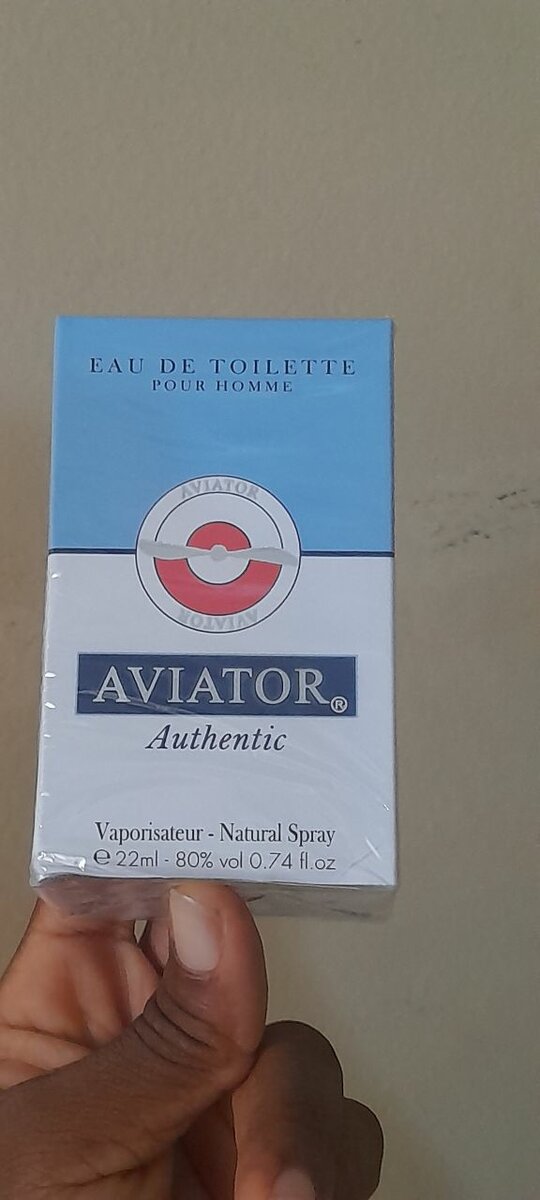 EAU DE TOILETTE
POUR HOMME
AVIATOR
AVIATOR
AVIATOR®
Authentic
Vaporisateur - Natural Spray
℮ 22ml - 80% vol 0.74 fl.oz